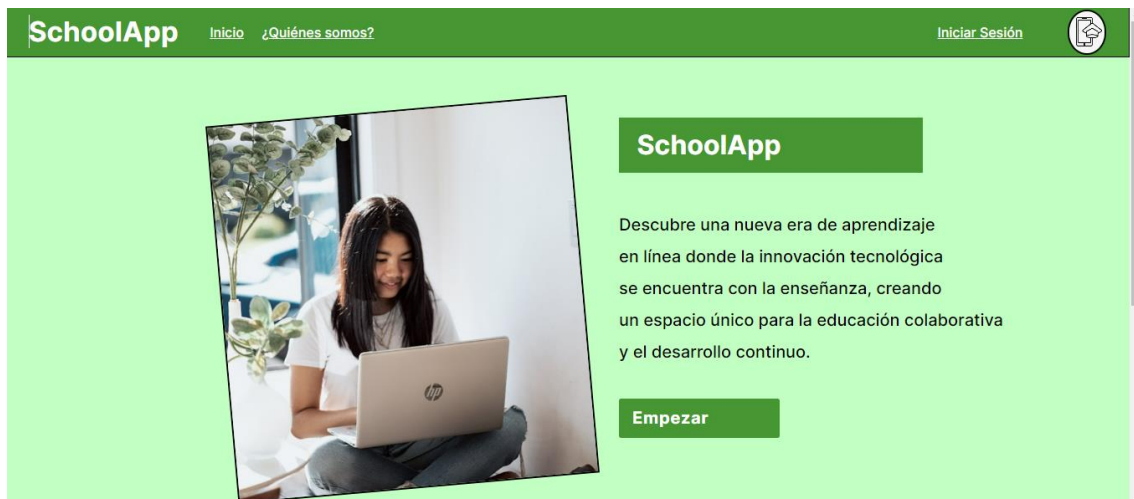 SchoolApp Inicio ¿Quiénes somos? Iniciar Sesión
SchoolApp
Descubre una nueva era de aprendizaje
en línea donde la innovación tecnológica
se encuentra con la enseñanza, creando
un espacio único para la educación colaborativa
y el desarrollo continuo.
hp
Empezar